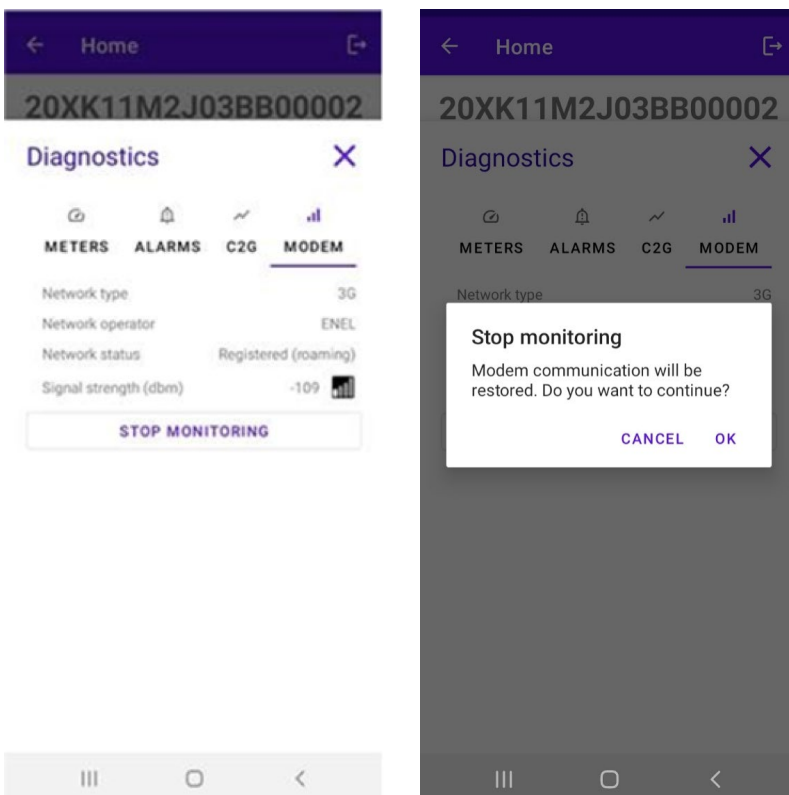 Home
20XK11M2J03BB00002
Diagnostics
METERS ALARMS C2G MODEM
Network type 3G
Network operator ENEL
Network status Registered (roaming)
Signal strength (dbm) -109
STOP MONITORING
Home
20XK11M2J03BB00002
Diagnostics
METERS ALARMS C2G MODEM
Network type 3G
Stop monitoring
Modem communication will be
restored. Do you want to continue?
CANCEL OK